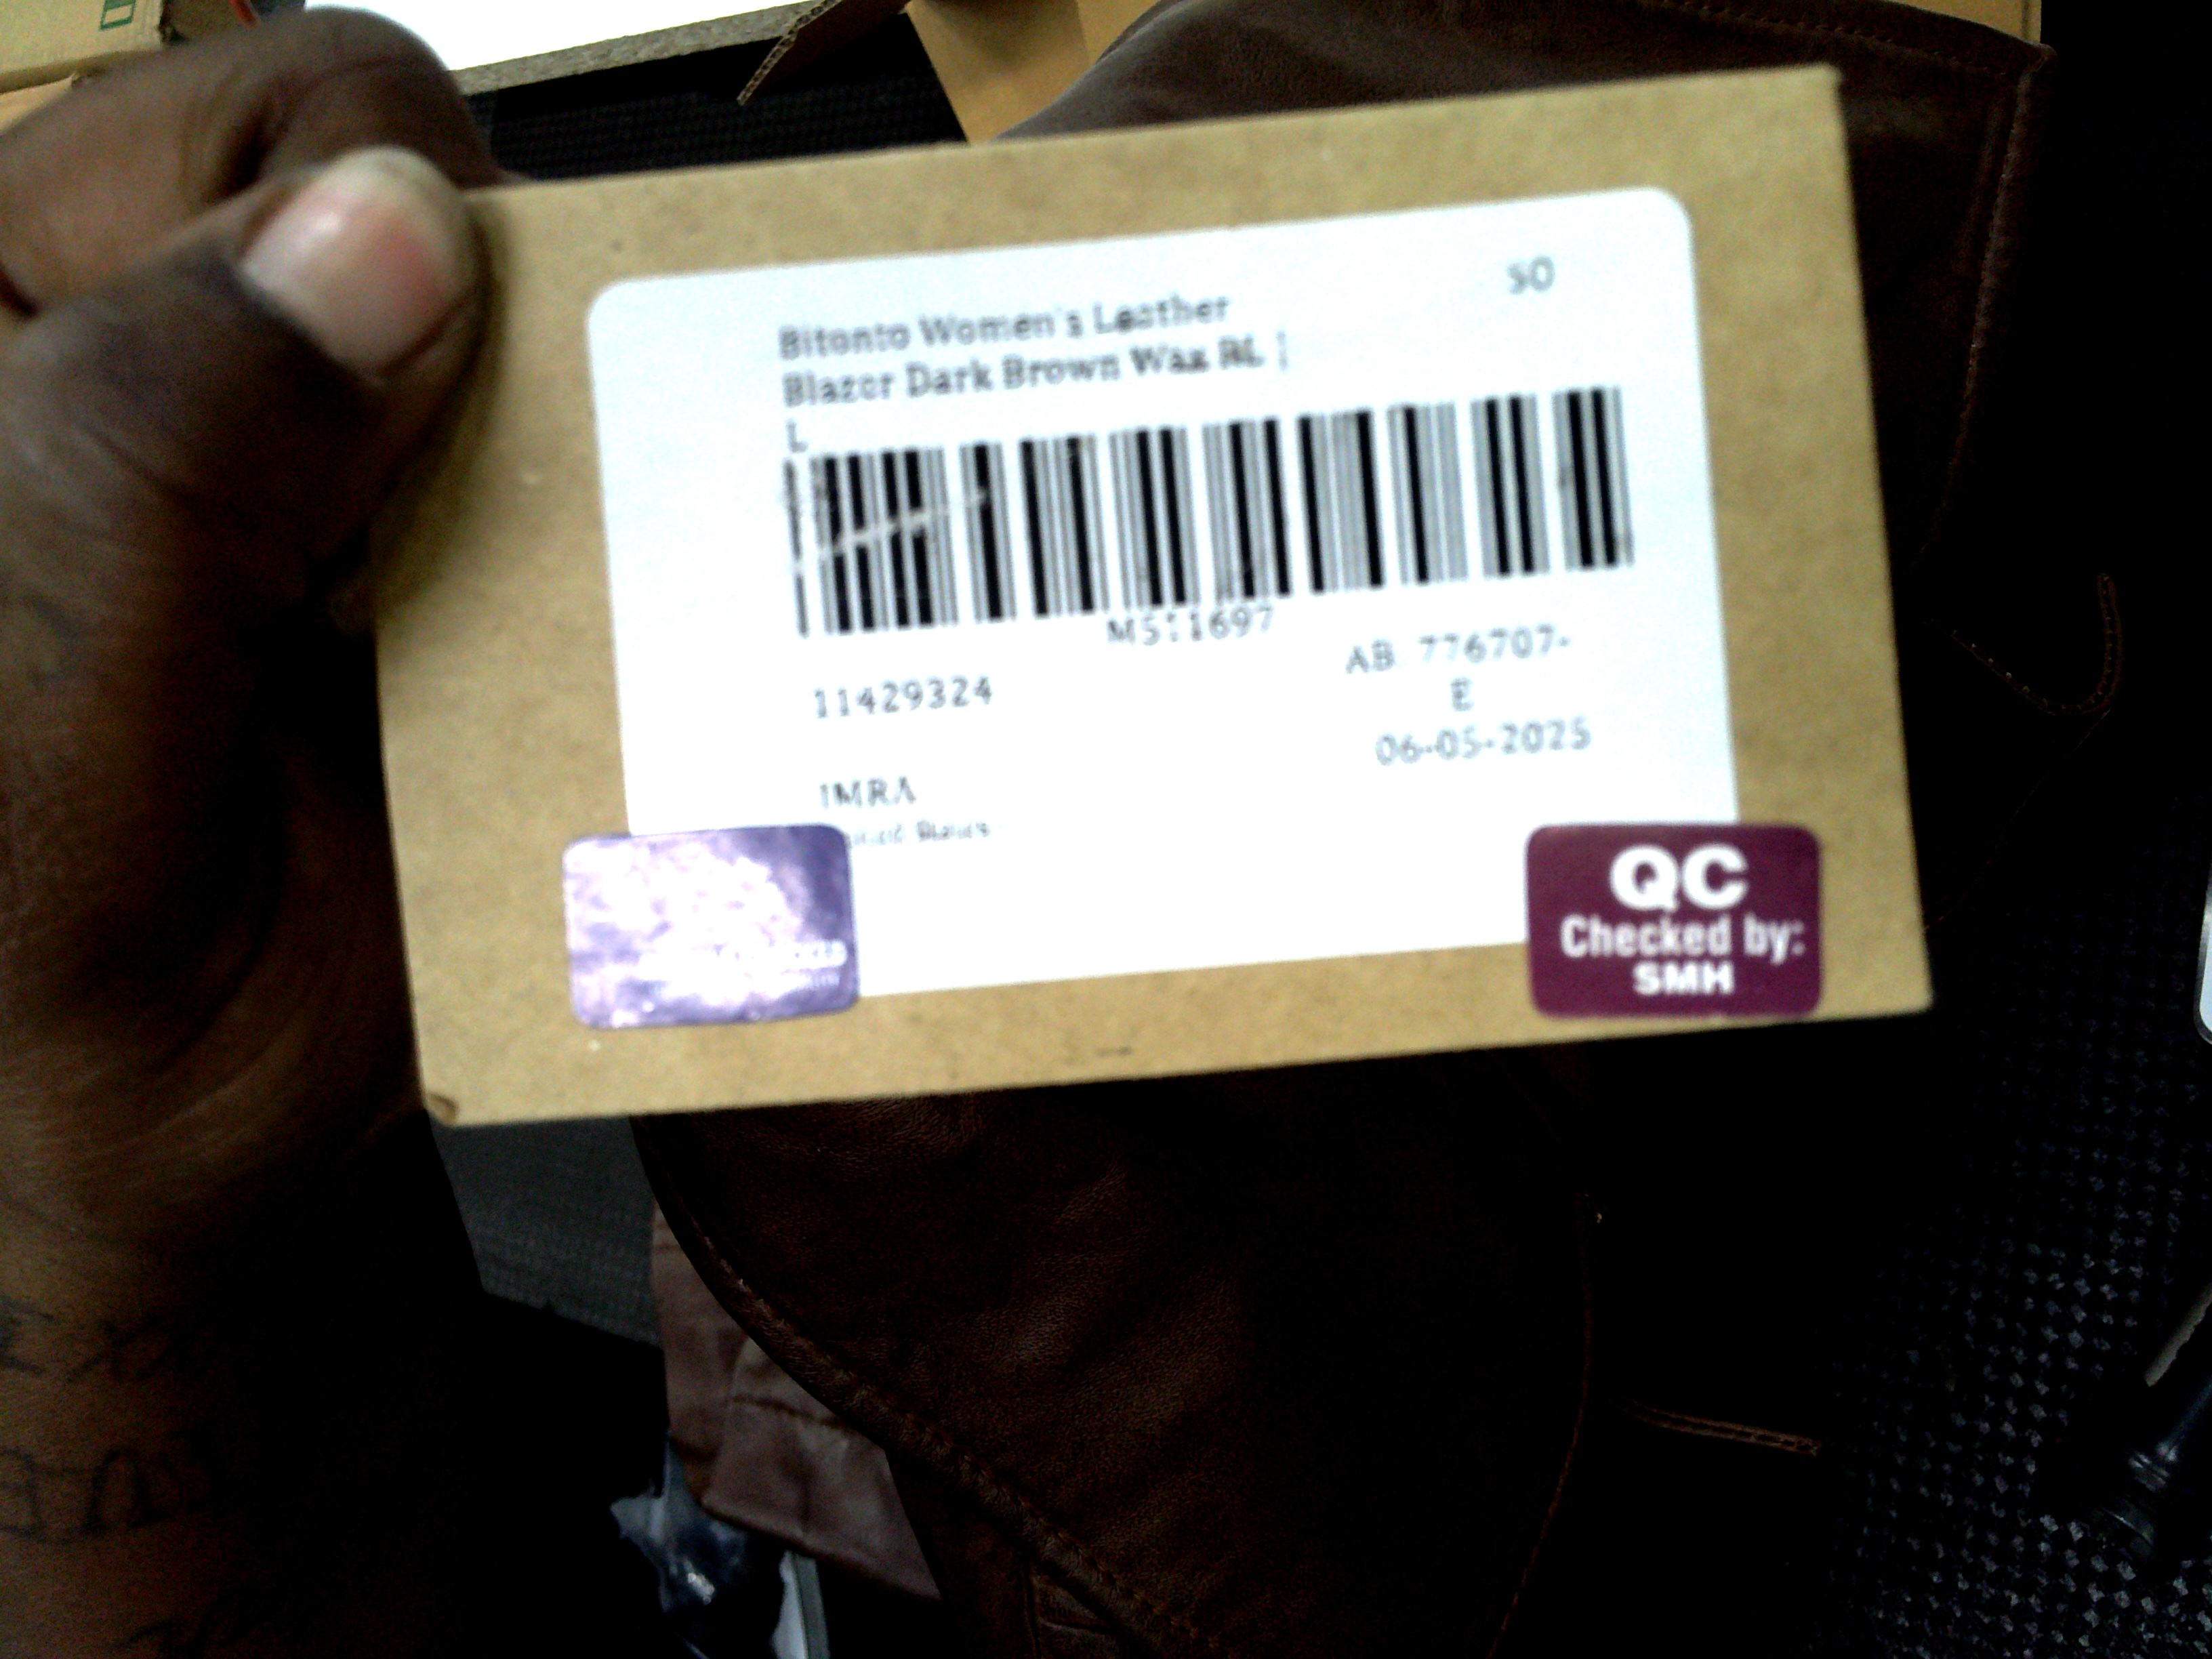 $0
Bitonto Women's Leather
Blazer Dark Brown Wax RL |
L
M511697
11429324
AB 776707-
E
06-05-2025
IMRA
QC
Checked by:
SMH